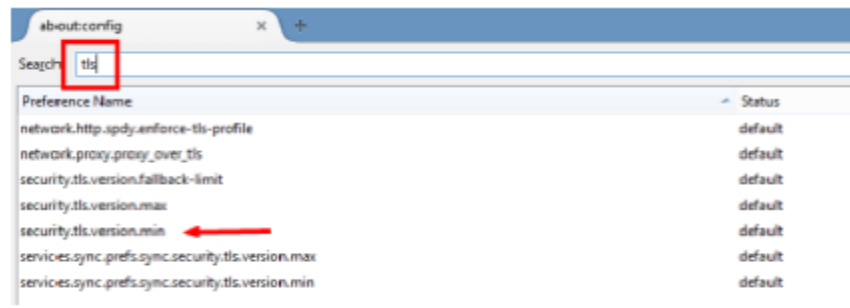 about:config × +
Search: tls
Preference Name Status
network.http.spdy.enforce-tls-profile default
network.proxy.proxy_over_tls default
security.tls.version.fallback-limit default
security.tls.version.max default
security.tls.version.min default
services.sync.prefs.sync.security.tls.version.max default
services.sync.prefs.sync.security.tls.version.min default